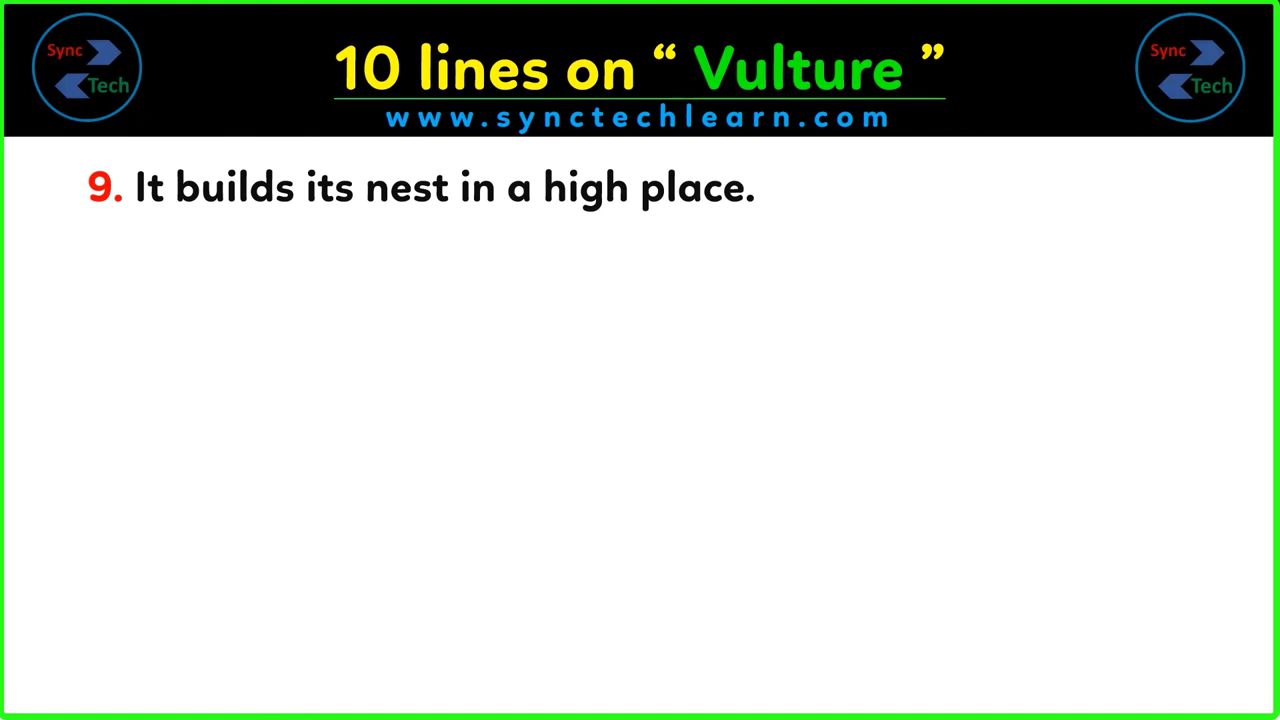 Sync
Tech
10 lines on “ Vulture ”
www.synctechlearn.com
Sync
Tech
9. It builds its nest in a high place.